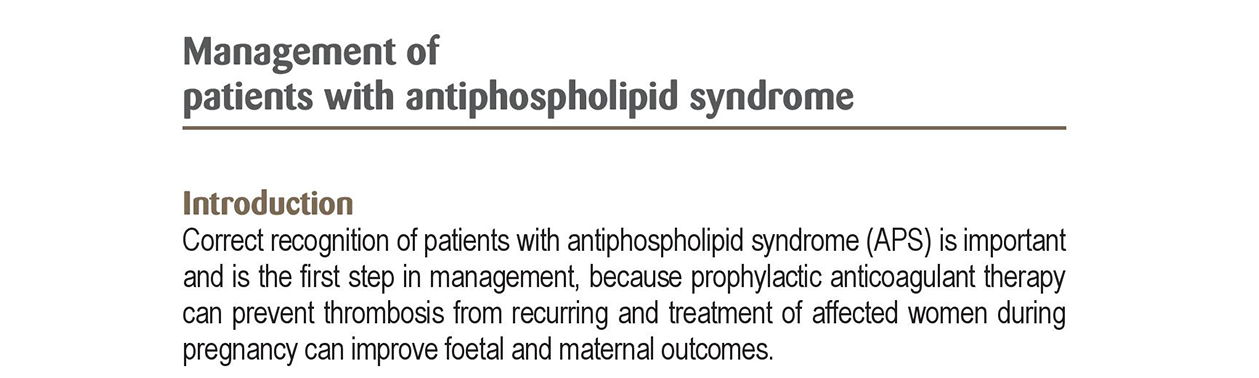 Management of
patients with antiphospholipid syndrome
Introduction
Correct recognition of patients with antiphospholipid syndrome (APS) is important
and is the first step in management, because prophylactic anticoagulant therapy
can prevent thrombosis from recurring and treatment of affected women during
pregnancy can improve foetal and maternal outcomes.